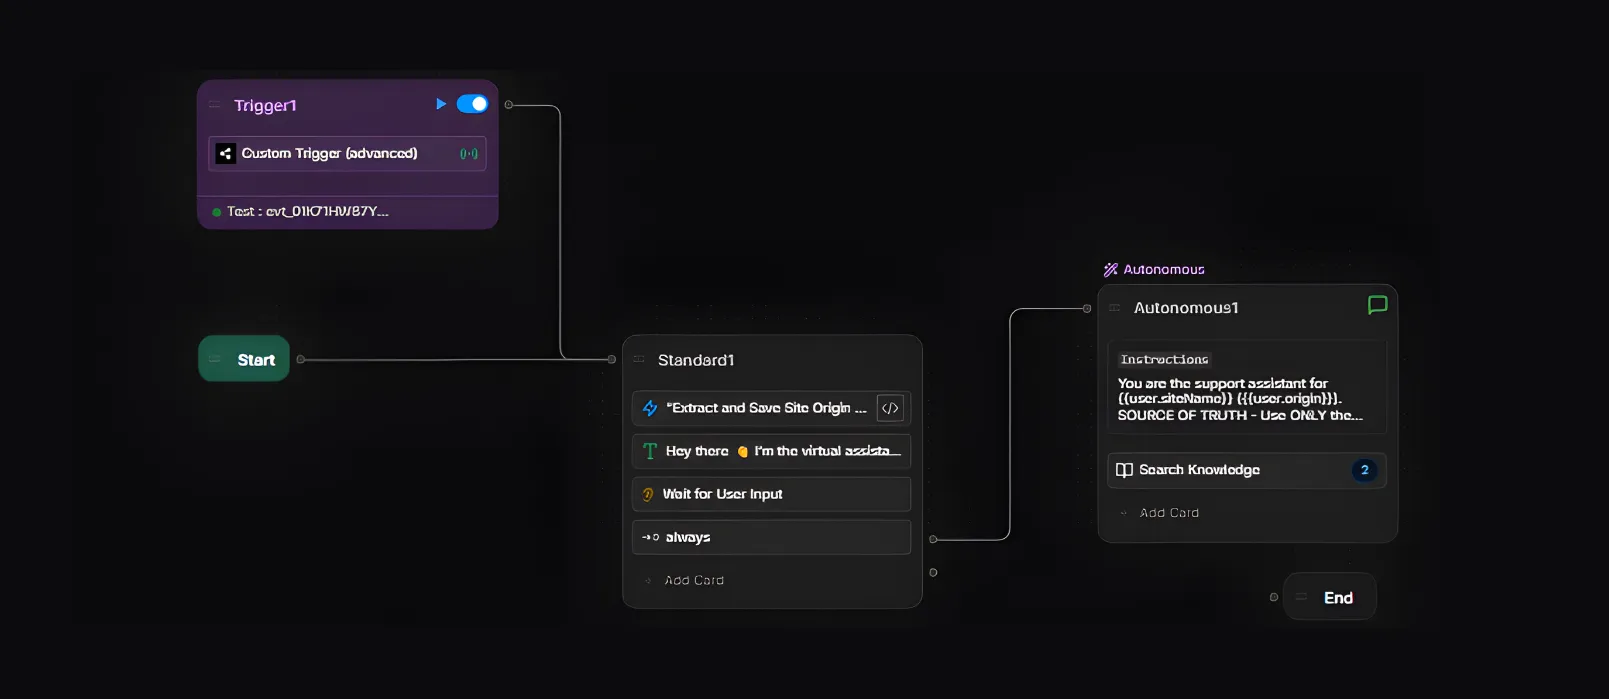 Trigger1
Custom Trigger (advanced)
Test : evt_01K71HW87Y...
Start
Standard1
"Extract and Save Site Origin ...
Hey there 👋 I'm the virtual assista...
Wait for User Input
always
Add Card
Autonomous
Autonomous1
Instructions
You are the support assistant for
{{user.siteName}} ({{user.origin}}).
SOURCE OF TRUTH - Use ONLY the...
Search Knowledge
2
Add Card
End